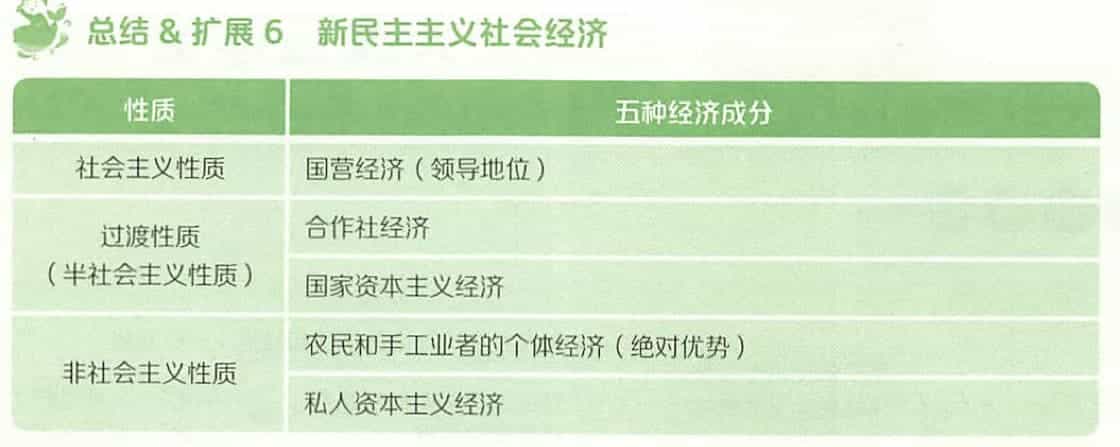 总结 & 扩展 6 新民主主义社会经济
性质
五种经济成分
社会主义性质
国营经济（领导地位）
过渡性质
（半社会主义性质）
合作社经济
国家资本主义经济
非社会主义性质
农民和手工业者的个体经济（绝对优势）
私人资本主义经济